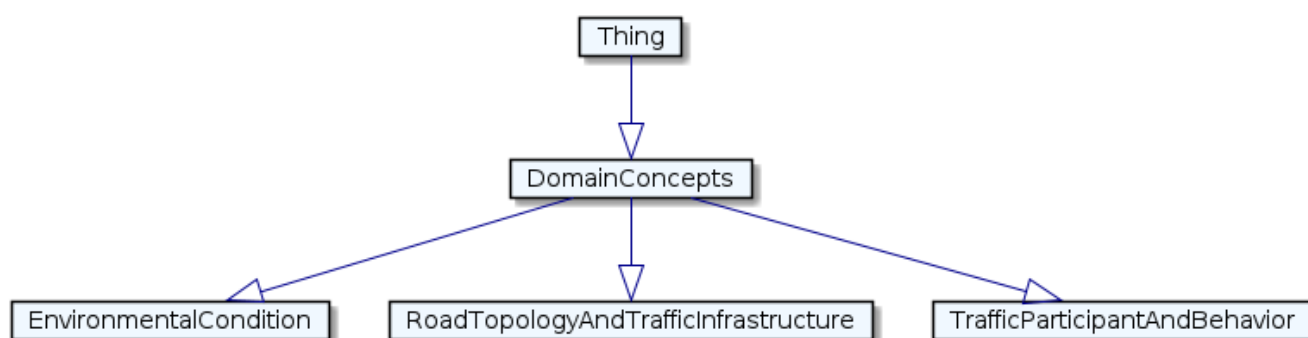 Thing
DomainConcepts
EnvironmentalCondition
RoadTopologyAndTrafficInfrastructure
TrafficParticipantAndBehavior